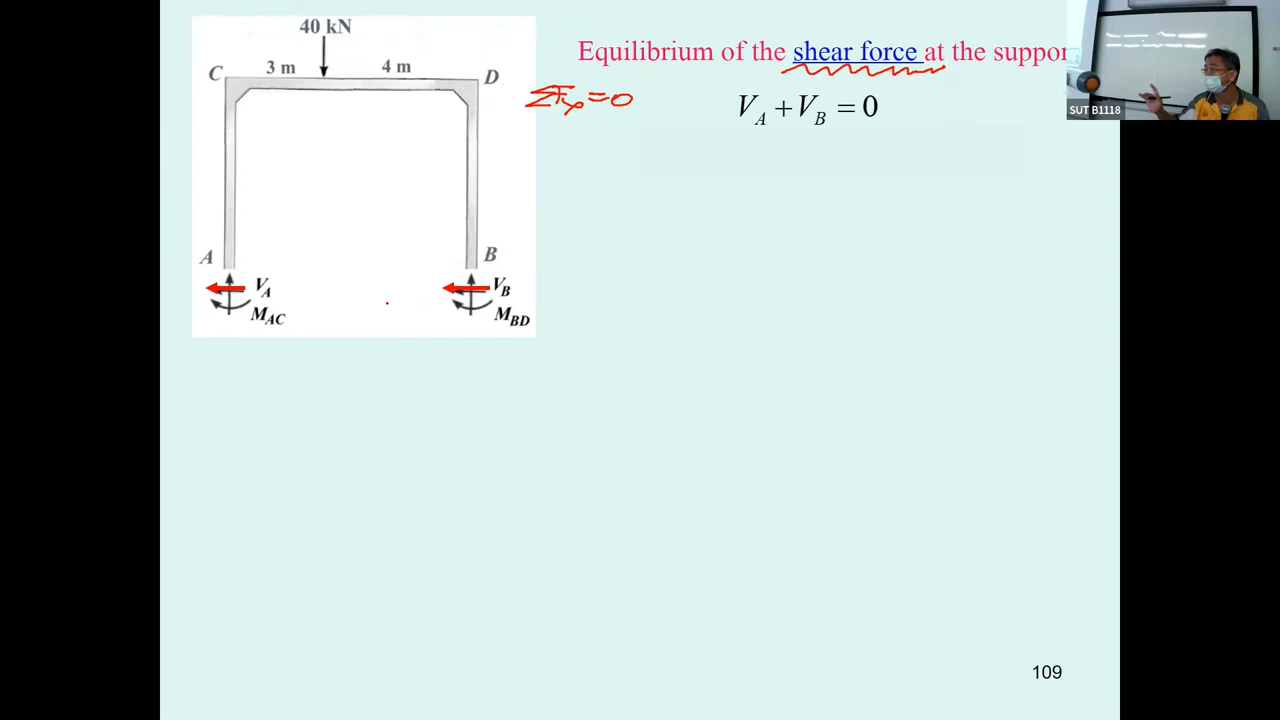 40 kN
3 m 4 m
C D
A B
V_A V_B
M_AC M_BD
Equilibrium of the shear force at the suppor
ΣFx=0
V_A + V_B = 0
SUT B1118
109